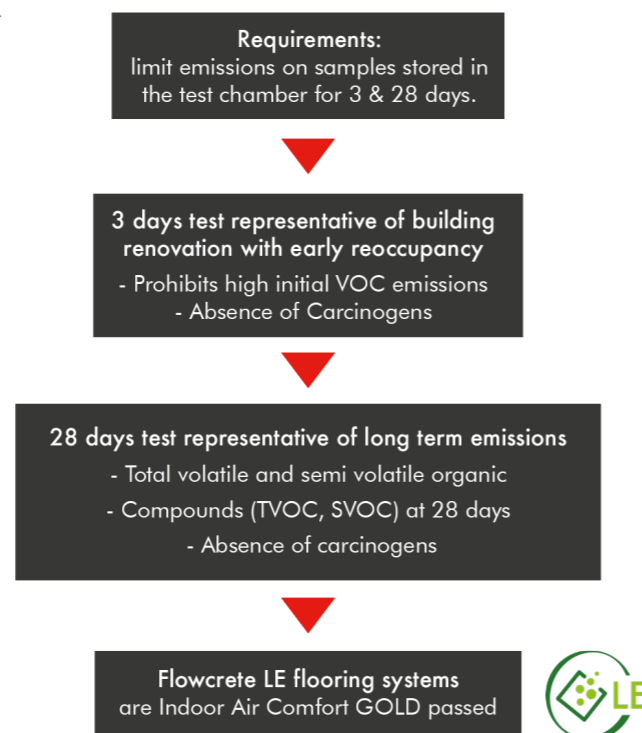 Requirements:
limit emissions on samples stored in
the test chamber for 3 & 28 days.
3 days test representative of building
renovation with early reoccupancy
- Prohibits high initial VOC emissions
- Absence of Carcinogens
28 days test representative of long term emissions
- Total volatile and semi volatile organic
- Compounds (TVOC, SVOC) at 28 days
- Absence of carcinogens
Flowcrete LE flooring systems
are Indoor Air Comfort GOLD passed
LE